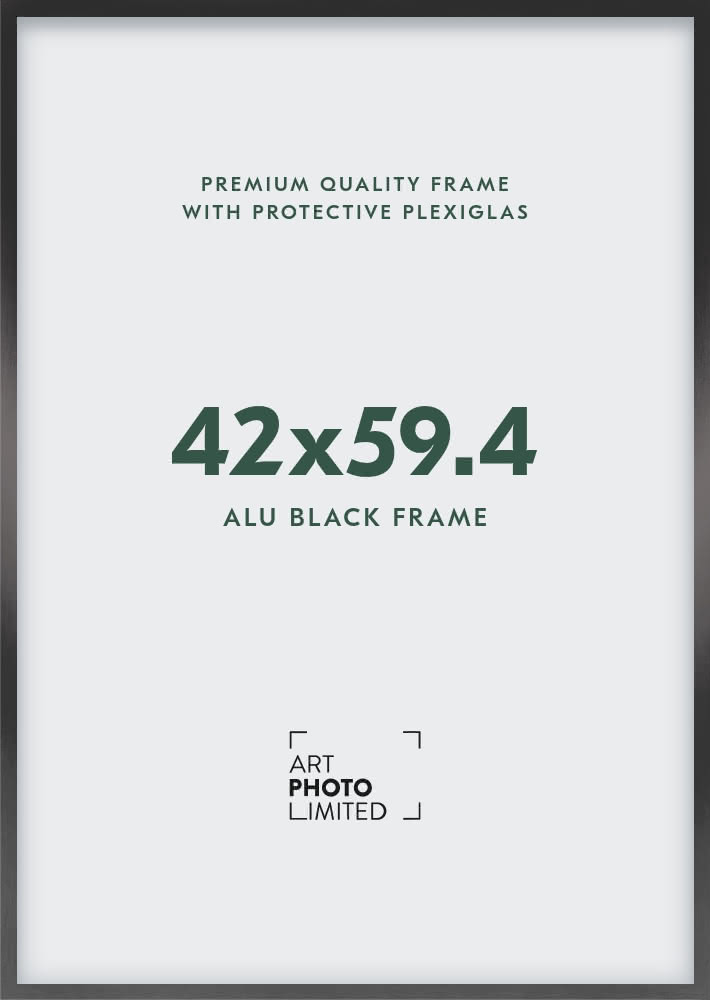 PREMIUM QUALITY FRAME
WITH PROTECTIVE PLEXIGLAS
42x59.4
ALU BLACK FRAME
ART
PHOTO
LIMITED